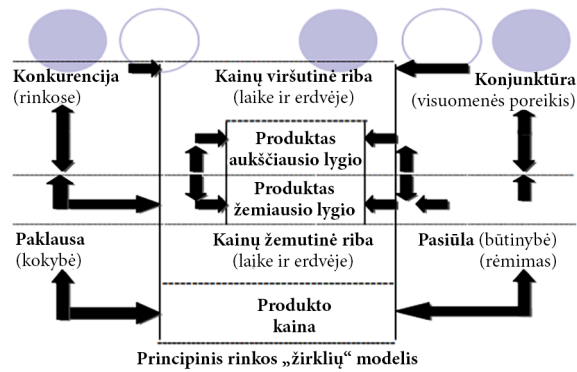 Konkurencija
(rinkose)
Kainų viršutinė riba
(laike ir erdvėje)
Konjunktūra
(visuomenės poreikis)
Produktas
aukščiausio lygio
Produktas
žemiausio lygio
Paklausa
(kokybė)
Kainų žemutinė riba
(laike ir erdvėje)
Pasiūla (būtinybė)
(rėmimas)
Produkto
kaina
Principinis rinkos „žirklių“ modelis